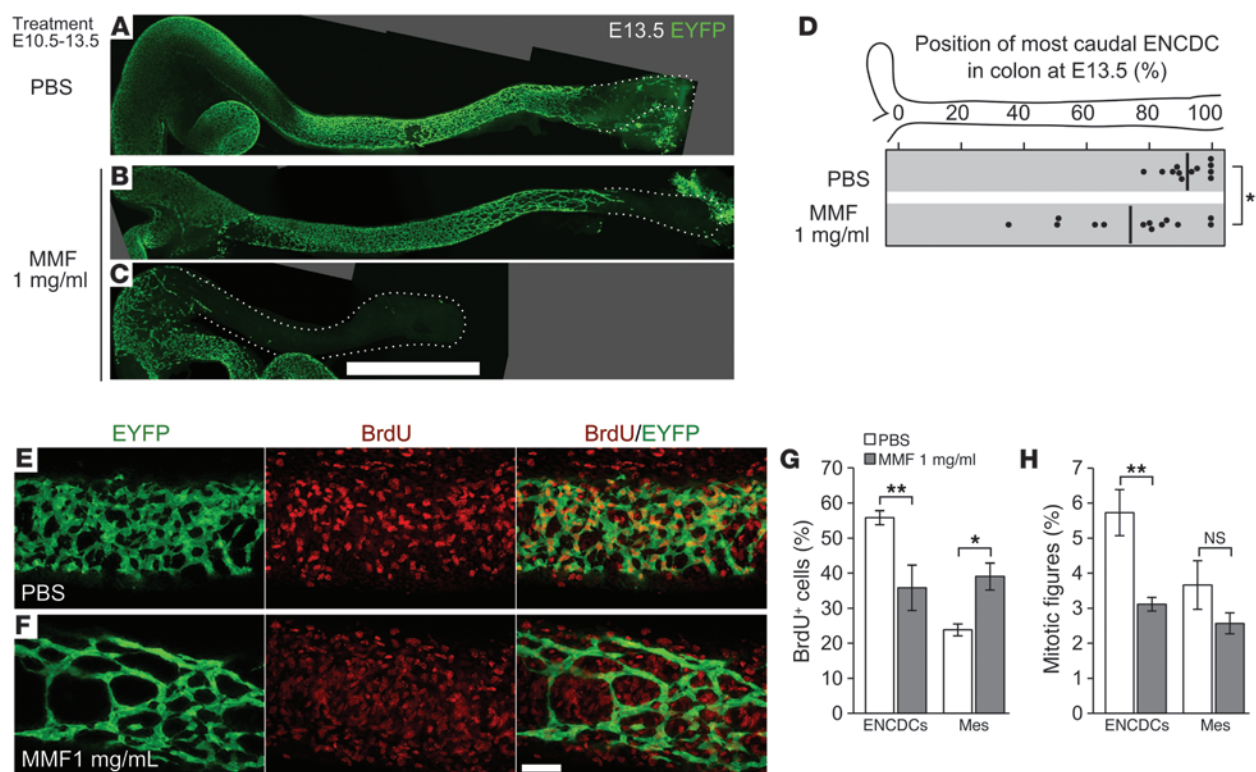 Treatment
E10.5-13.5
PBS
MMF
1 mg/ml
A
E13.5 EYFP
B
C
D
Position of most caudal ENCDC
in colon at E13.5 (%)
0 20 40 60 80 100
PBS
MMF
1 mg/ml
*
EYFP BrdU BrdU/EYFP
E
PBS
F
MMF1 mg/mL
G
PBS
MMF 1 mg/ml
BrdU⁺ cells (%)
70
60
50
40
30
20
10
0
**
*
ENCDCs Mes
H
Mitotic figures (%)
7
6
5
4
3
2
1
0
**
NS
ENCDCs Mes